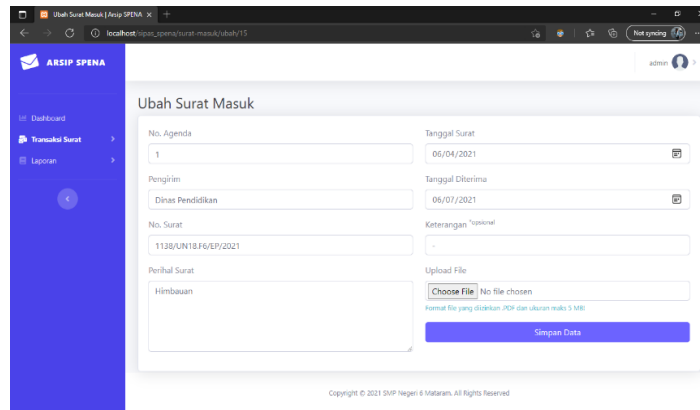 Ubah Surat Masuk | Arsip SPENA
localhost/sipas_spena/surat-masuk/ubah/15
Not syncing
ARSIP SPENA
admin
Dashboard
Transaksi Surat
Laporan
Ubah Surat Masuk
No. Agenda
1
Pengirim
Dinas Pendidikan
No. Surat
1138/UN18.F6/EP/2021
Perihal Surat
Himbauan
Tanggal Surat
06/04/2021
Tanggal Diterima
06/07/2021
Keterangan *opsional
-
Upload File
Choose File No file chosen
Format file yang diizinkan .PDF dan ukuran maks 5 MB!
Simpan Data
Copyright © 2021 SMP Negeri 6 Mataram. All Rights Reserved